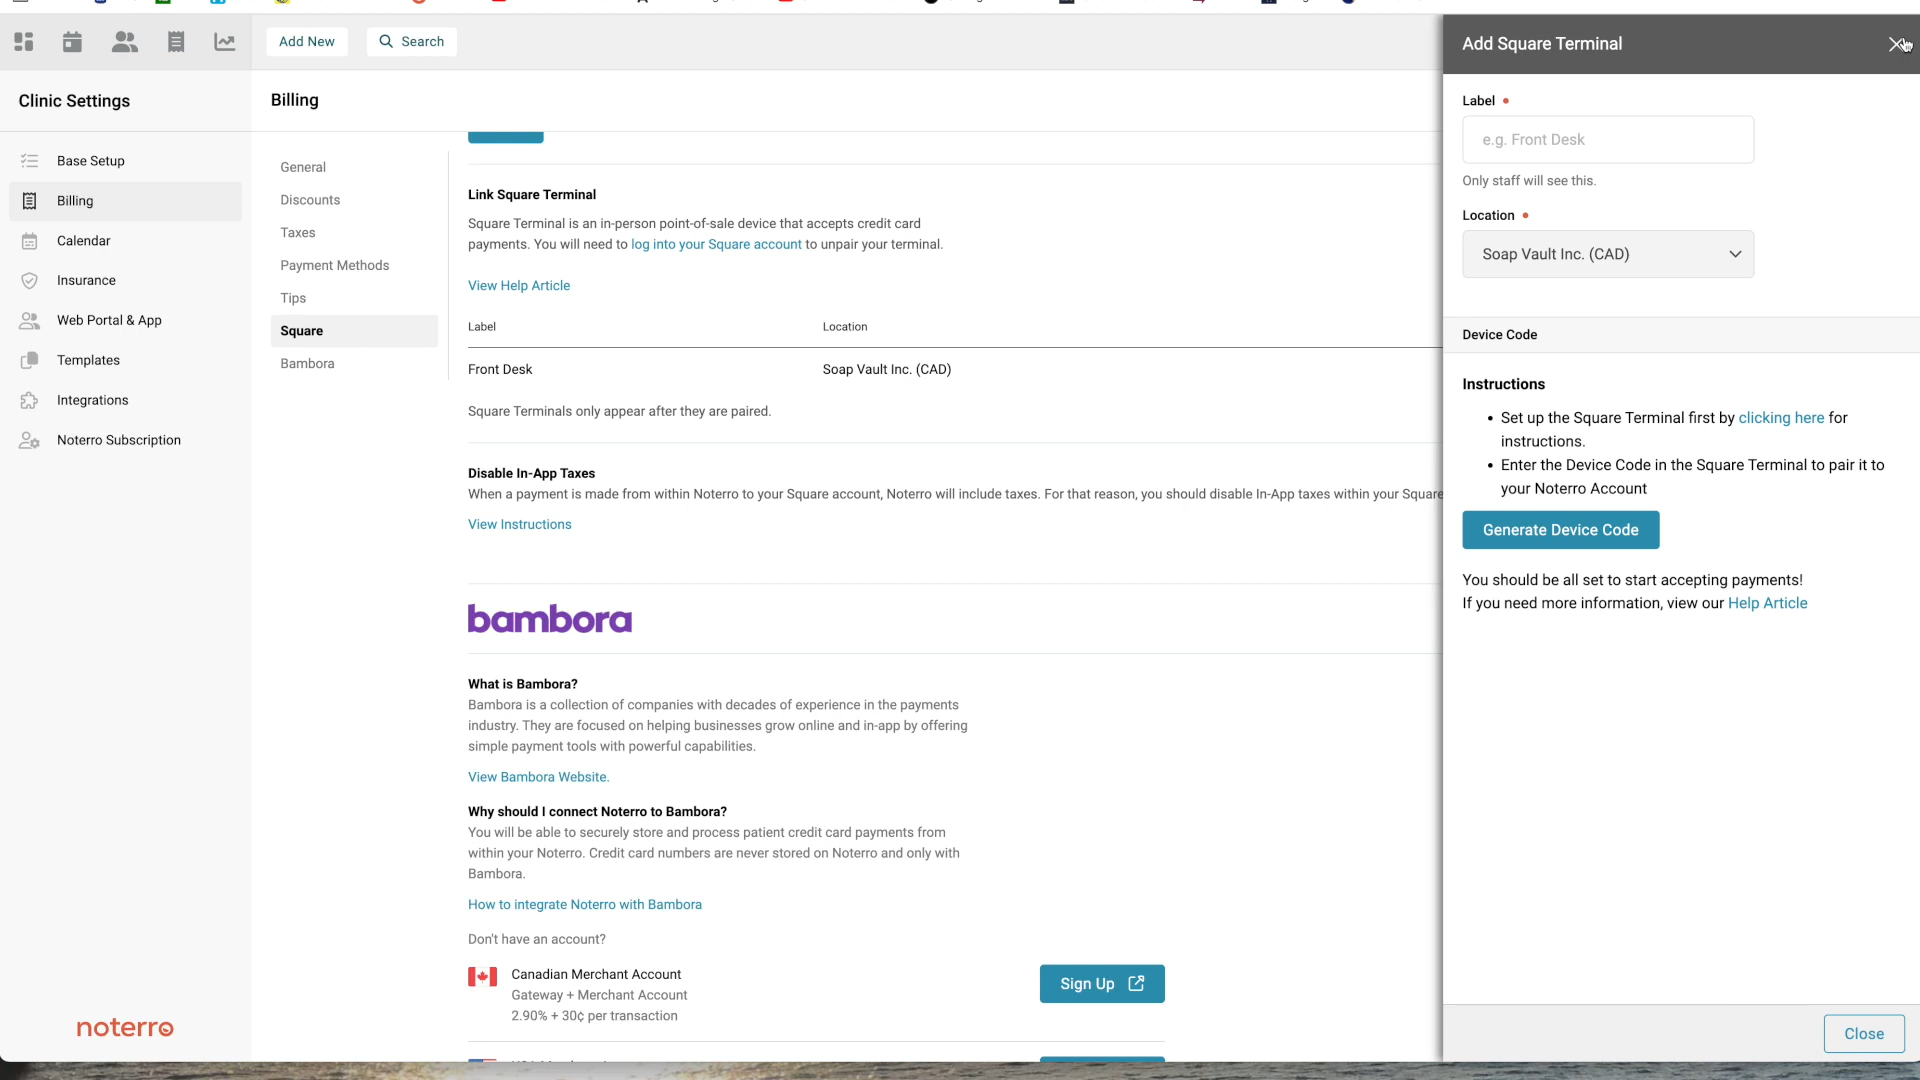 Add New
Search
Add Square Terminal
Clinic Settings
Base Setup
Billing
Calendar
Insurance
Web Portal & App
Templates
Integrations
Noterro Subscription
noterro
Billing
General
Discounts
Taxes
Payment Methods
Tips
Square
Bambora
Link Square Terminal
Square Terminal is an in-person point-of-sale device that accepts credit card
payments. You will need to log into your Square account to unpair your terminal.
View Help Article
Label Location
Front Desk Soap Vault Inc. (CAD)
Square Terminals only appear after they are paired.
Disable In-App Taxes
When a payment is made from within Noterro to your Square account, Noterro will include taxes. For that reason, you should disable In-App taxes within your Square
View Instructions
bambora
What is Bambora?
Bambora is a collection of companies with decades of experience in the payments
industry. They are focused on helping businesses grow online and in-app by offering
simple payment tools with powerful capabilities.
View Bambora Website.
Why should I connect Noterro to Bambora?
You will be able to securely store and process patient credit card payments from
within your Noterro. Credit card numbers are never stored on Noterro and only with
Bambora.
How to integrate Noterro with Bambora
Don't have an account?
Canadian Merchant Account
Gateway + Merchant Account
2.90% + 30¢ per transaction
Sign Up
Label
e.g. Front Desk
Only staff will see this.
Location
Soap Vault Inc. (CAD)
Device Code
Instructions
• Set up the Square Terminal first by clicking here for
instructions.
• Enter the Device Code in the Square Terminal to pair it to
your Noterro Account
Generate Device Code
You should be all set to start accepting payments!
If you need more information, view our Help Article
Close